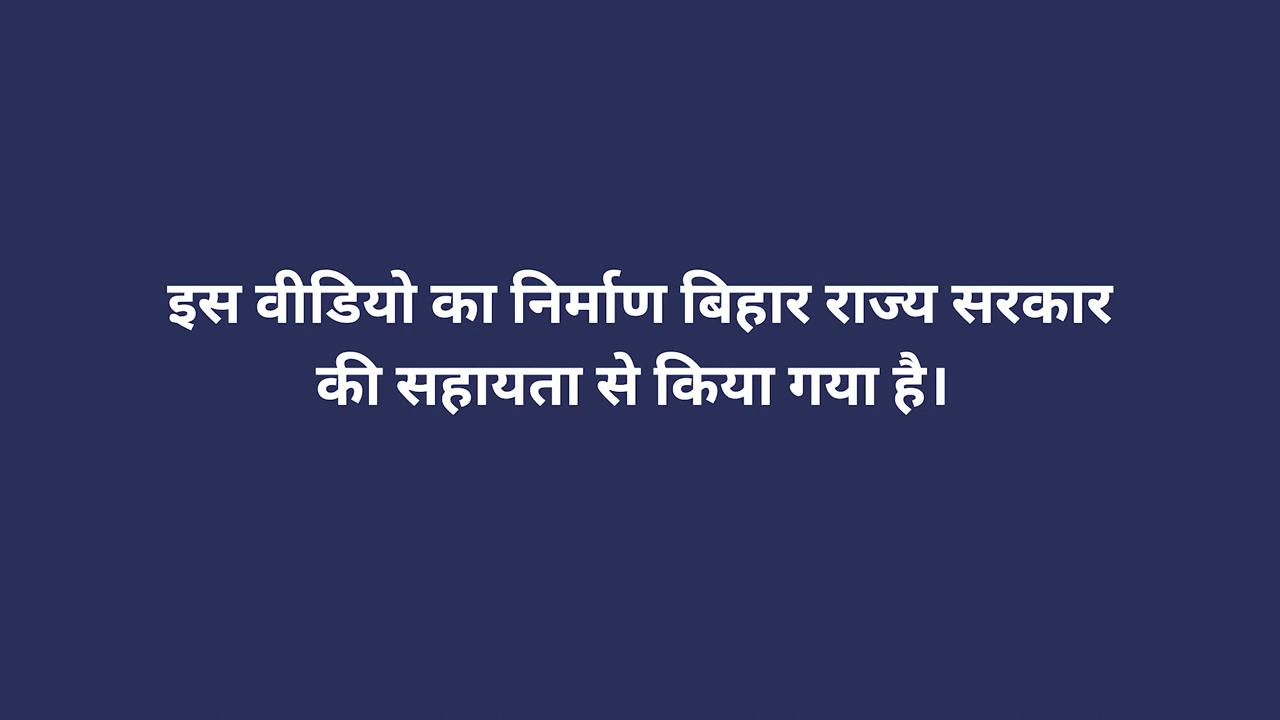 इस वीडियो का निर्माण बिहार राज्य सरकार
की सहायता से किया गया है।